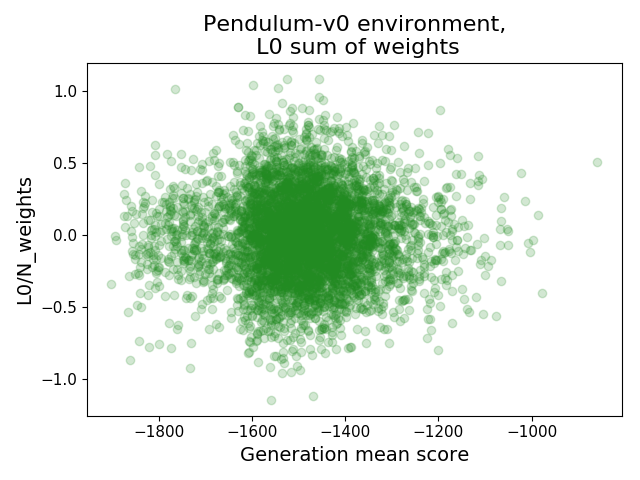 Pendulum-v0 environment,
L0 sum of weights
1.0
0.5
0.0
−0.5
−1.0
L0/N_weights
−1800 −1600 −1400 −1200 −1000
Generation mean score